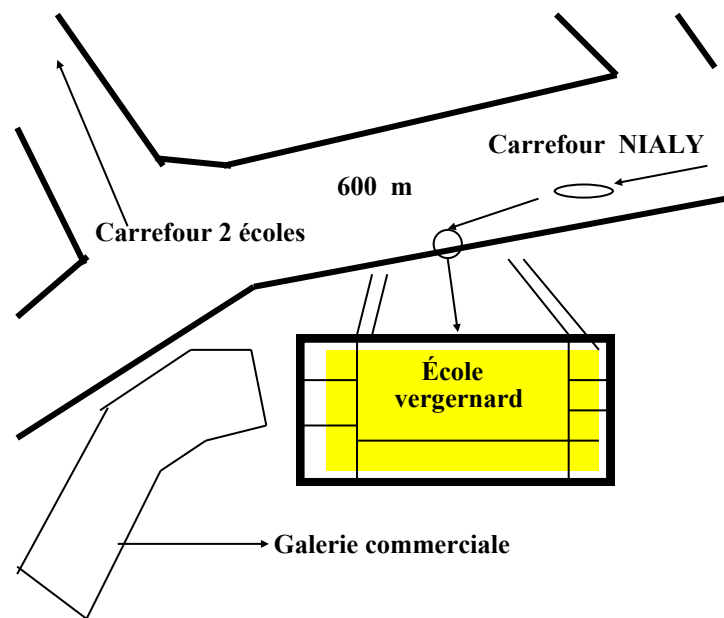 Carrefour NIALY
600 m
Carrefour 2 écoles
École
vergernard
Galerie commerciale